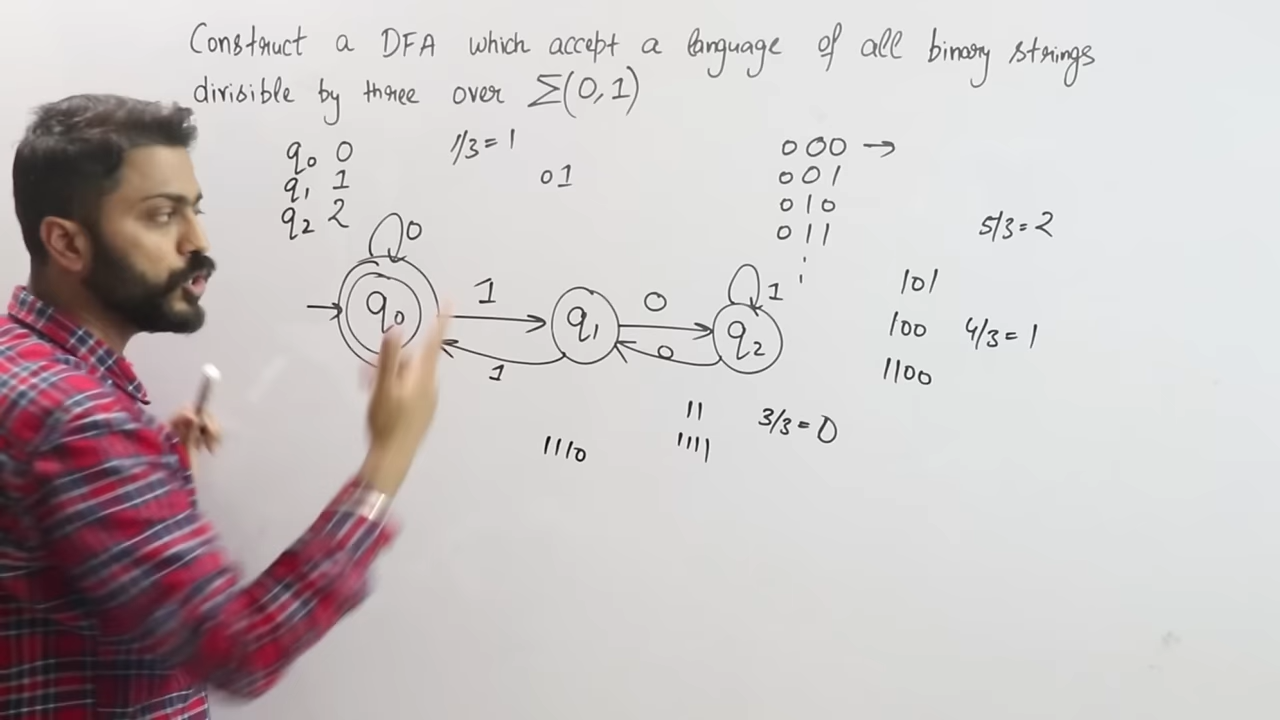 Construct a DFA which accept a language of all binary strings
divisible by three over Σ(0,1)
q₀ 0
q₁ 1
q₂ 2
1/3=1
01
000 →
001
010
011
5/3=2
101
100 4/3=1
1100
0
q₀
1
q₁
0
q₂
1
1
0
11 3/3=0
1111
1110